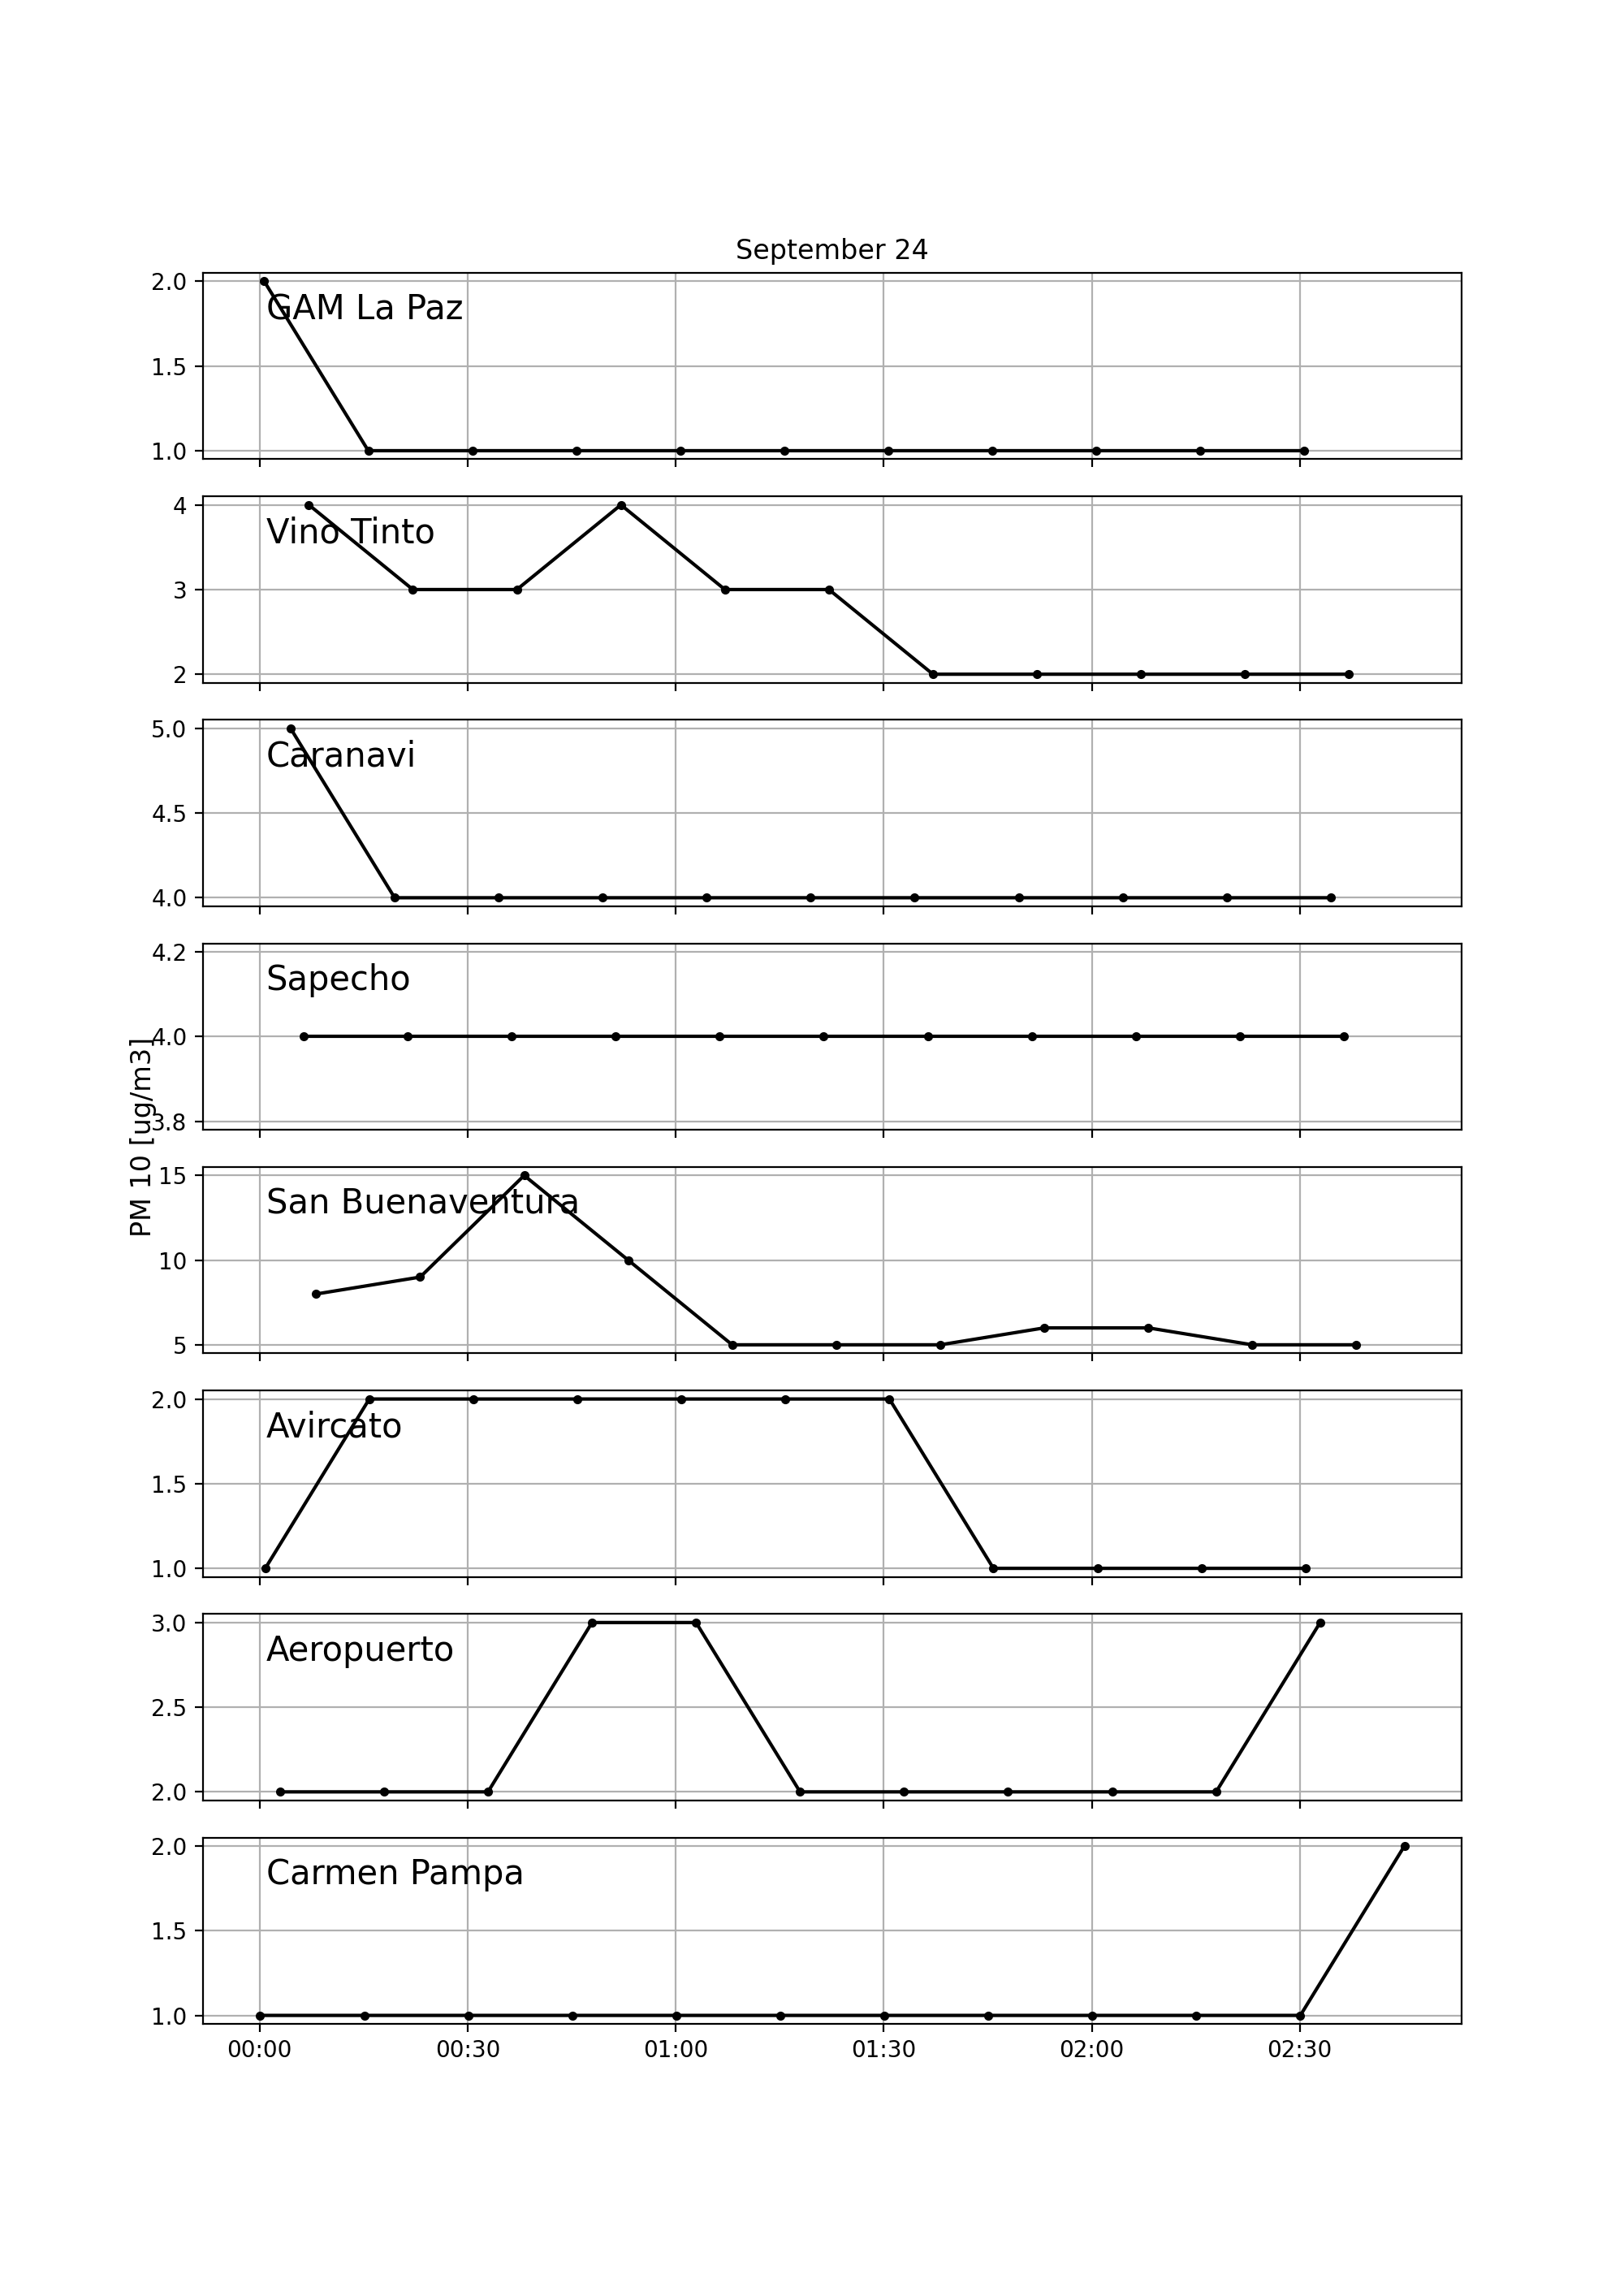 September 24
2.0
GAM La Paz
1.5
1.0
4
Vino Tinto
3
2
5.0
Caranavi
4.5
4.0
4.2
Sapecho
4.0
3.8
PM 10 [ug/m3]
15
San Buenaventura
10
5
2.0
Avircato
1.5
1.0
3.0
Aeropuerto
2.5
2.0
2.0
Carmen Pampa
1.5
1.0
00:00 00:30 01:00 01:30 02:00 02:30